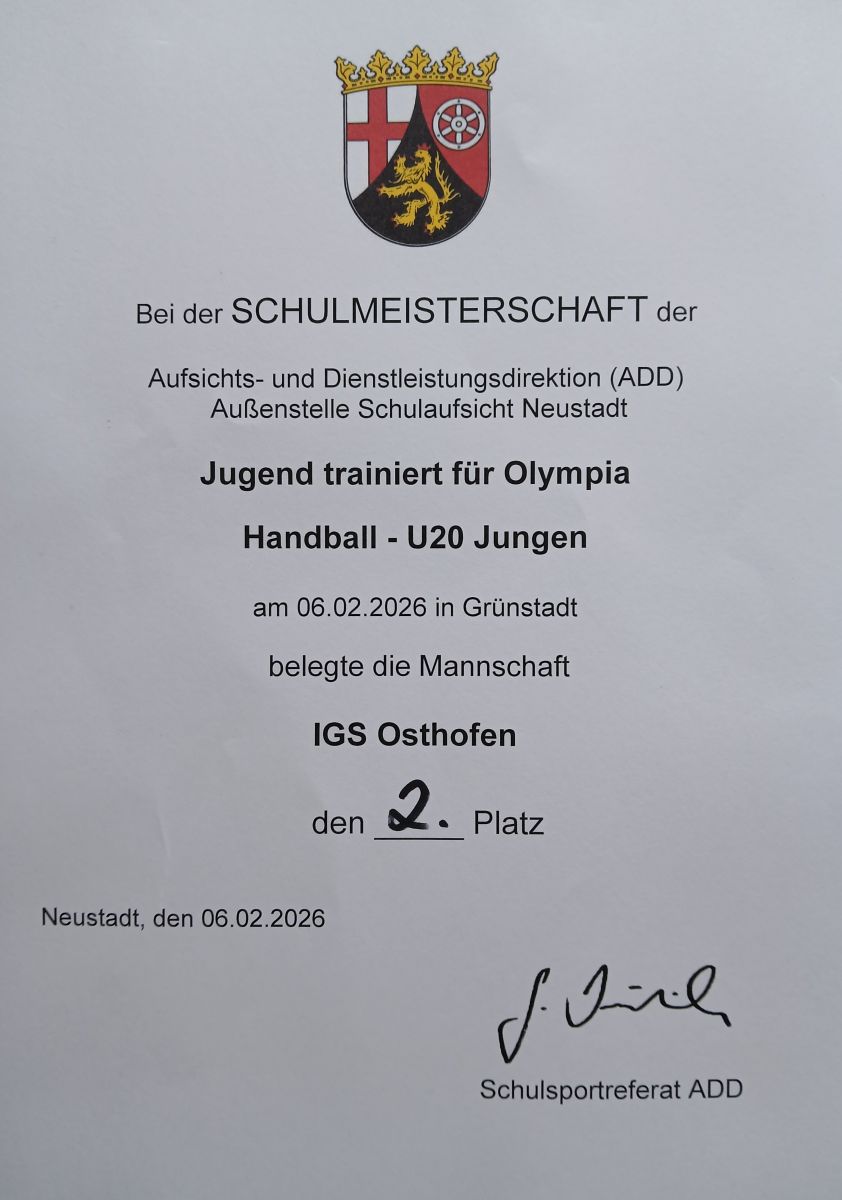 Bei der SCHULMEISTERSCHAFT der
Aufsichts- und Dienstleistungsdirektion (ADD)
Außenstelle Schulaufsicht Neustadt
Jugend trainiert für Olympia
Handball - U20 Jungen
am 06.02.2026 in Grünstadt
belegte die Mannschaft
IGS Osthofen
den 2. Platz
Neustadt, den 06.02.2026
Schulsportreferat ADD